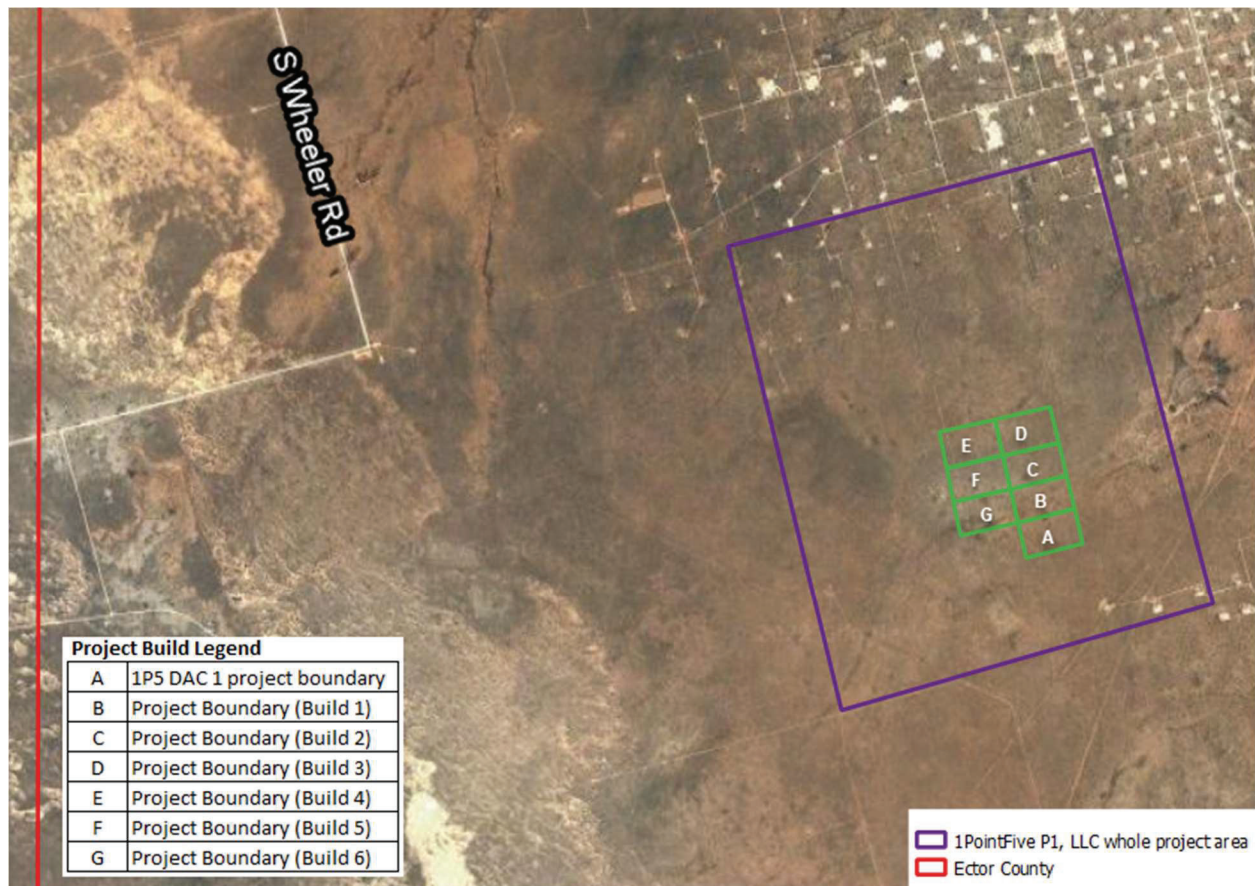 S Wheeler Rd
E
D
F
C
G
B
A
Project Build Legend
A 1P5 DAC 1 project boundary
B Project Boundary (Build 1)
C Project Boundary (Build 2)
D Project Boundary (Build 3)
E Project Boundary (Build 4)
F Project Boundary (Build 5)
G Project Boundary (Build 6)
1PointFive P1, LLC whole project area
Ector County